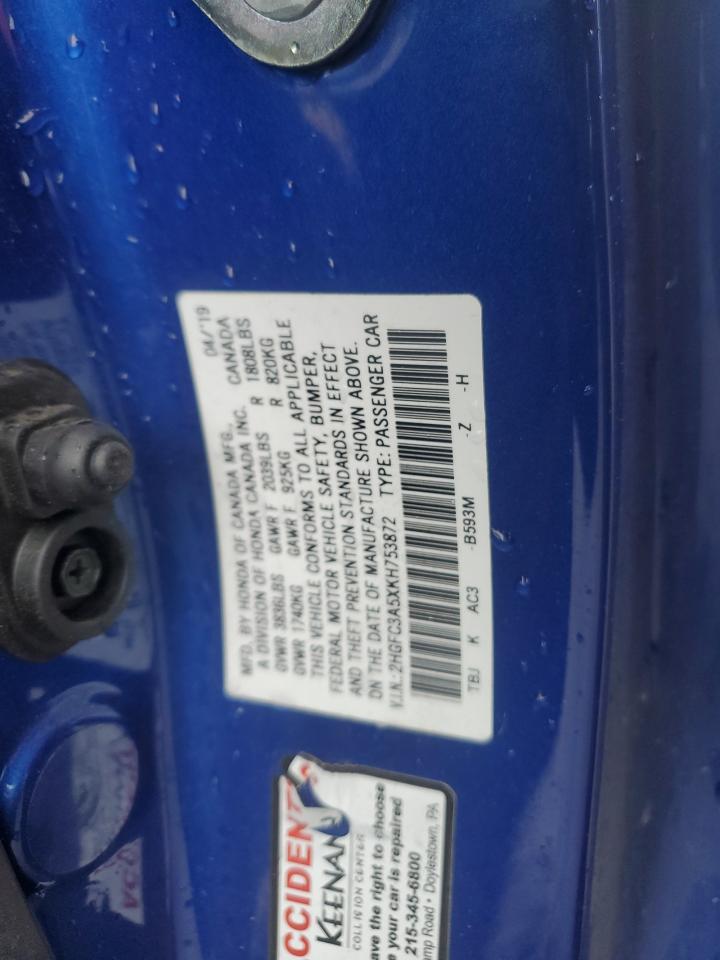 04/'19
MFD. BY HONDA OF CANADA MFG.,
A DIVISION OF HONDA CANADA INC. CANADA
GVWR 3836LBS GAWR F 2039LBS R 1808LBS
GVWR 1740KG GAWR F 925KG R 820KG
THIS VEHICLE CONFORMS TO ALL APPLICABLE
FEDERAL MOTOR VEHICLE SAFETY, BUMPER,
AND THEFT PREVENTION STANDARDS IN EFFECT
ON THE DATE OF MANUFACTURE SHOWN ABOVE.
V.I.N.: 2HGFC3A5XKH753872 TYPE: PASSENGER CAR
TBJ K AC3 -B593M -Z -H
CCIDENT
KEENAN
COLLISION CENTER
ave the right to choose
e your car is repaired
215-345-6800
amp Road • Doylestown, PA